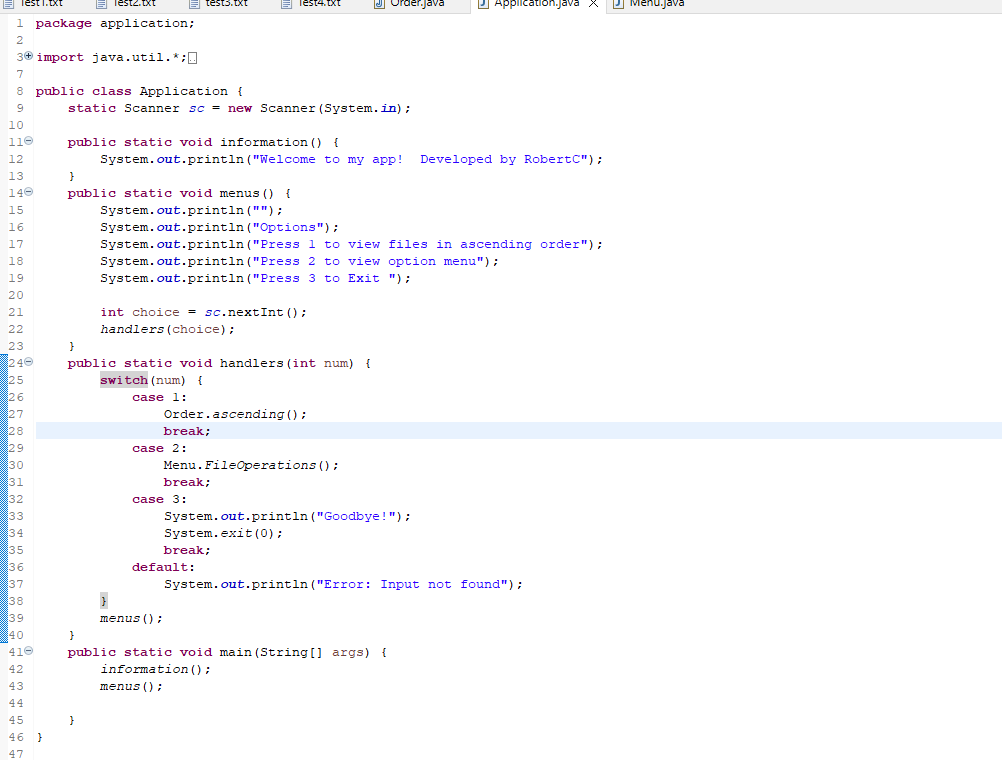 Test1.txt Test2.txt test3.txt Test4.txt Order.java Application.java Menu.java
1 package application;
2
3 import java.util.*;
7
8 public class Application {
9 static Scanner sc = new Scanner(System.in);
10
11 public static void information() {
12 System.out.println("Welcome to my app!  Developed by RobertC");
13 }
14 public static void menus() {
15 System.out.println("");
16 System.out.println("Options");
17 System.out.println("Press 1 to view files in ascending order");
18 System.out.println("Press 2 to view option menu");
19 System.out.println("Press 3 to Exit ");
20
21 int choice = sc.nextInt();
22 handlers(choice);
23 }
24 public static void handlers(int num) {
25 switch(num) {
26 case 1:
27 Order.ascending();
28 break;
29 case 2:
30 Menu.FileOperations();
31 break;
32 case 3:
33 System.out.println("Goodbye!");
34 System.exit(0);
35 break;
36 default:
37 System.out.println("Error: Input not found");
38 }
39 menus();
40 }
41 public static void main(String[] args) {
42 information();
43 menus();
44
45 }
46 }
47